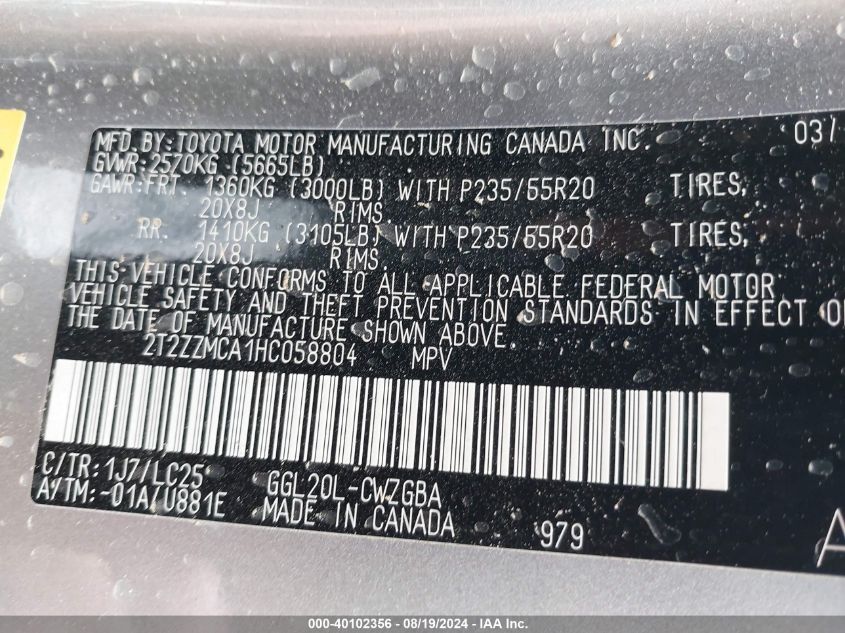 MFD. BY: TOYOTA MOTOR MANUFACTURING CANADA INC. 03/
GVWR: 2570KG (5665LB)
GAWR: FRT. 1360KG (3000LB) WITH P235/55R20 TIRES,
20X8J RIMS.
RR. 1410KG (3105LB) WITH P235/55R20 TIRES,
20X8J RIMS.
THIS VEHICLE CONFORMS TO ALL APPLICABLE FEDERAL MOTOR
VEHICLE SAFETY AND THEFT PREVENTION STANDARDS IN EFFECT
THE DATE OF MANUFACTURE SHOWN ABOVE.
2T2ZZMCA1HC058804 MPV
C/TR: 1J7/LC25 GGL20L-CWZGBA
A/TM: -01A/U881E MADE IN CANADA 979
000-40102356 - 08/19/2024 - IAA Inc.